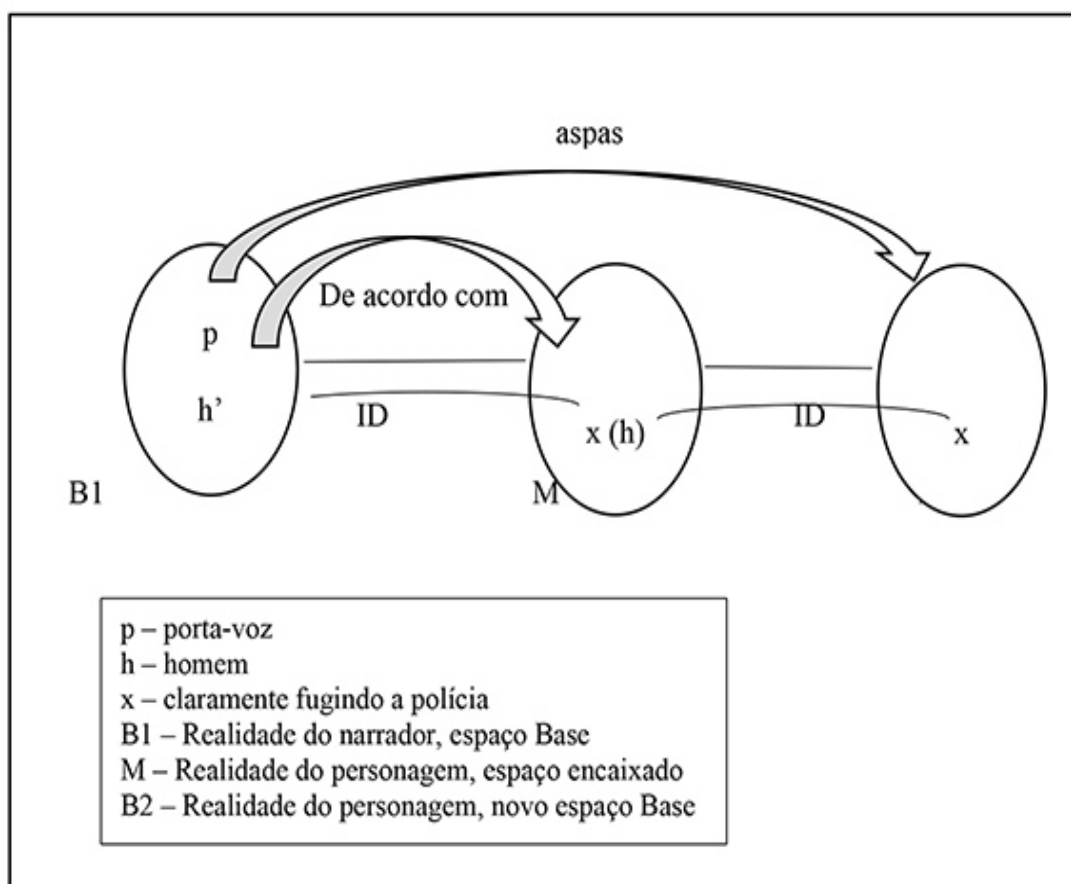 aspas
De acordo com
p
h’
ID
x (h)
ID
x
B1
M
p – porta-voz
h – homem
x – claramente fugindo a polícia
B1 – Realidade do narrador, espaço Base
M – Realidade do personagem, espaço encaixado
B2 – Realidade do personagem, novo espaço Base